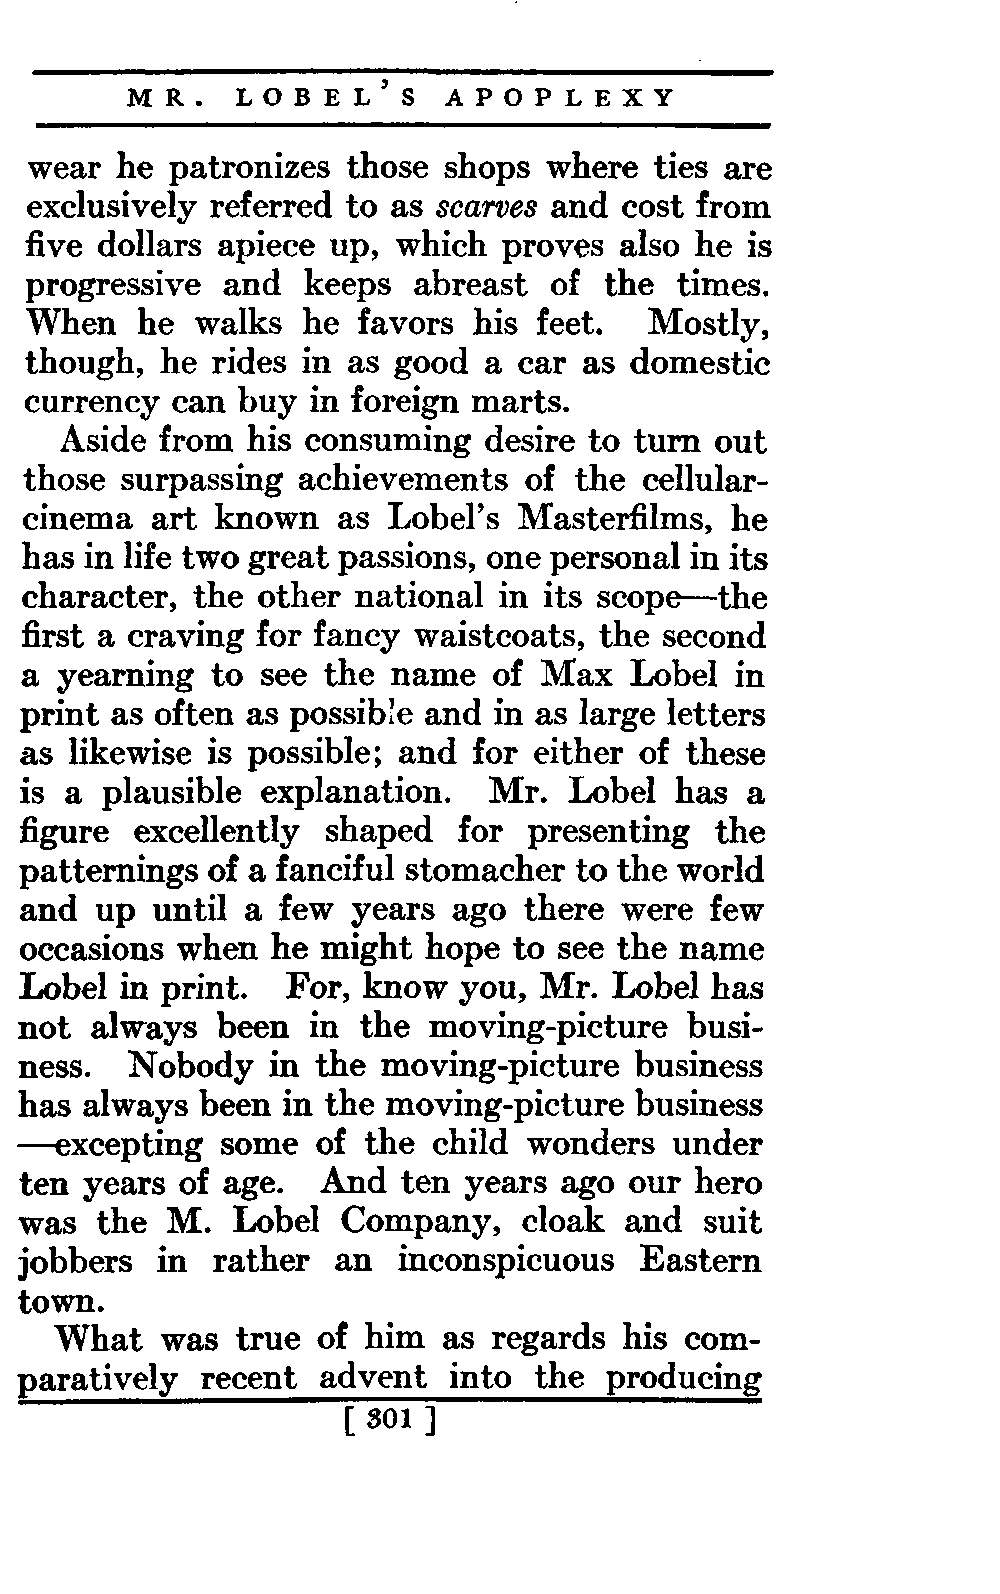 MR. LOBEL'S APOPLEXY
wear he patronizes those shops where ties are
exclusively referred to as scarves and cost from
five dollars apiece up, which proves also he is
progressive and keeps abreast of the times.
When he walks he favors his feet. Mostly,
though, he rides in as good a car as domestic
currency can buy in foreign marts.
Aside from his consuming desire to turn out
those surpassing achievements of the cellular-
cinema art known as Lobel's Masterfilms, he
has in life two great passions, one personal in its
character, the other national in its scope—the
first a craving for fancy waistcoats, the second
a yearning to see the name of Max Lobel in
print as often as possible and in as large letters
as likewise is possible; and for either of these
is a plausible explanation. Mr. Lobel has a
figure excellently shaped for presenting the
patternings of a fanciful stomacher to the world
and up until a few years ago there were few
occasions when he might hope to see the name
Lobel in print. For, know you, Mr. Lobel has
not always been in the moving-picture busi-
ness. Nobody in the moving-picture business
has always been in the moving-picture business
—excepting some of the child wonders under
ten years of age. And ten years ago our hero
was the M. Lobel Company, cloak and suit
jobbers in rather an inconspicuous Eastern
town.
What was true of him as regards his com-
paratively recent advent into the producing
[ 301 ]